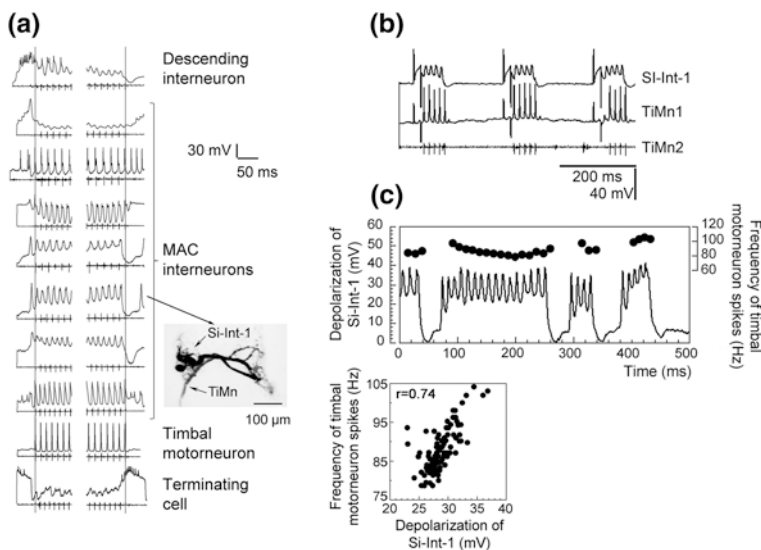 (a)
Descending
interneuron
30 mV
50 ms
MAC
interneurons
Si-Int-1
TiMn
100 µm
Timbal
motorneuron
Terminating
cell
(b)
SI-Int-1
TiMn1
TiMn2
200 ms
40 mV
(c)
Depolarization of
Si-Int-1 (mV)
60
50
40
30
20
10
0
120
100
80
60
Frequency of timbal
motorneuron spikes (Hz)
0 100 200 300 400 500
Time (ms)
Frequency of timbal
motorneuron spikes (Hz)
105
95
85
75
r=0.74
20 25 30 35 40
Depolarization of
Si-Int-1 (mV)